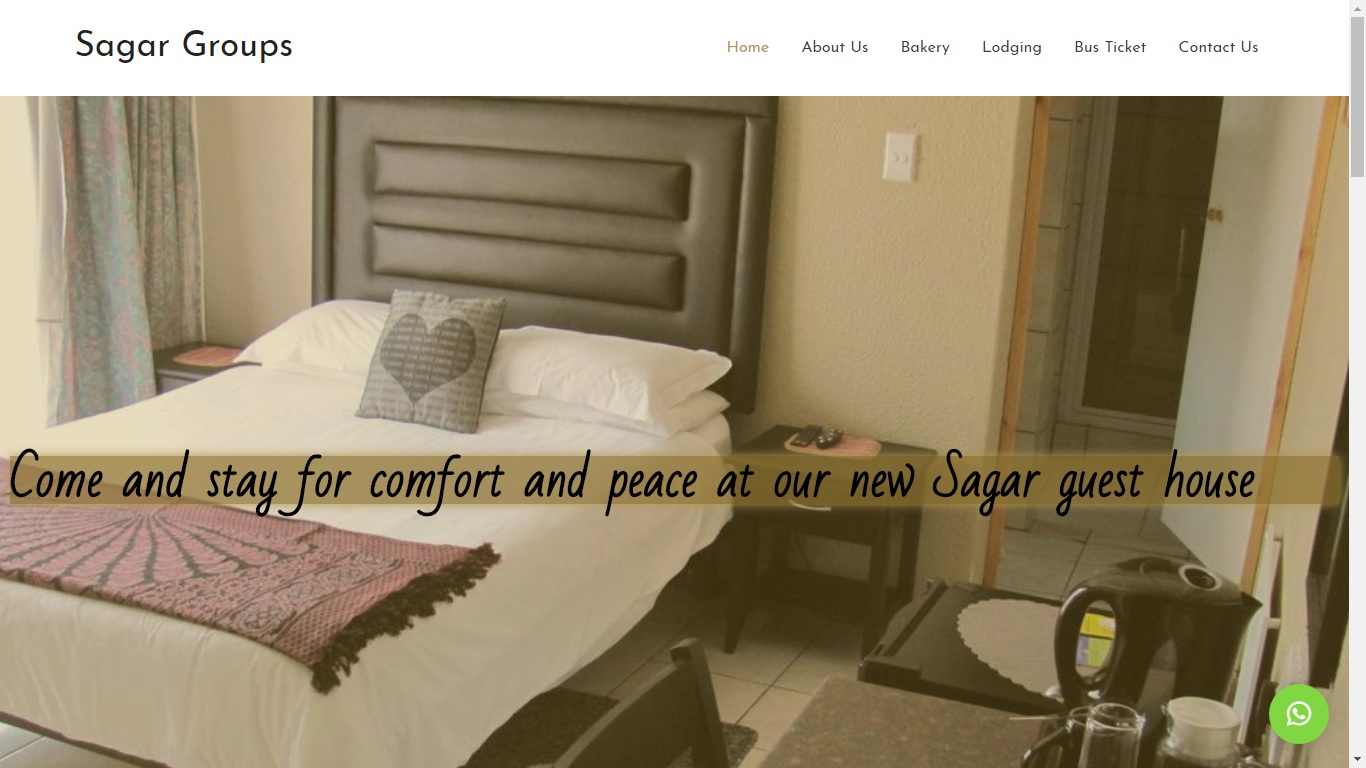 Sagar Groups
Home About Us Bakery Lodging Bus Ticket Contact Us
Come and stay for comfort and peace at our new Sagar guest house